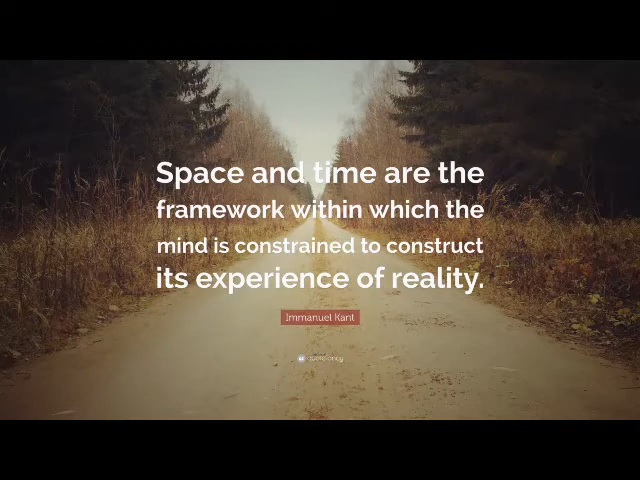 Space and time are the
framework within which the
mind is constrained to construct
its experience of reality.
Immanuel Kant
quotefancy